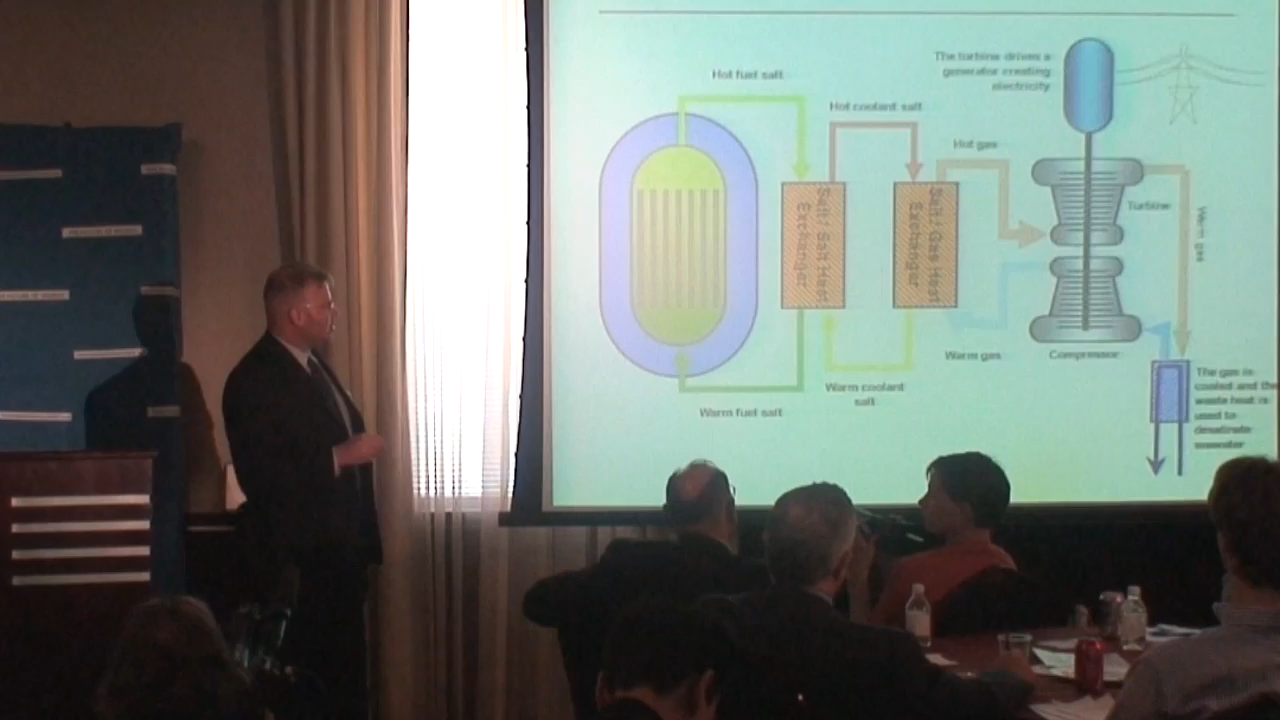 The turbine drives a
generator creating
electricity
Hot fuel salt
Hot coolant salt
Hot gas
Salt / Salt Heat
Exchanger
Salt / Gas Heat
Exchanger
Turbine
Warm gas
Warm gas
Compressor
Warm coolant
salt
Warm fuel salt
The gas is
cooled and the
waste heat is
used to
desalinate